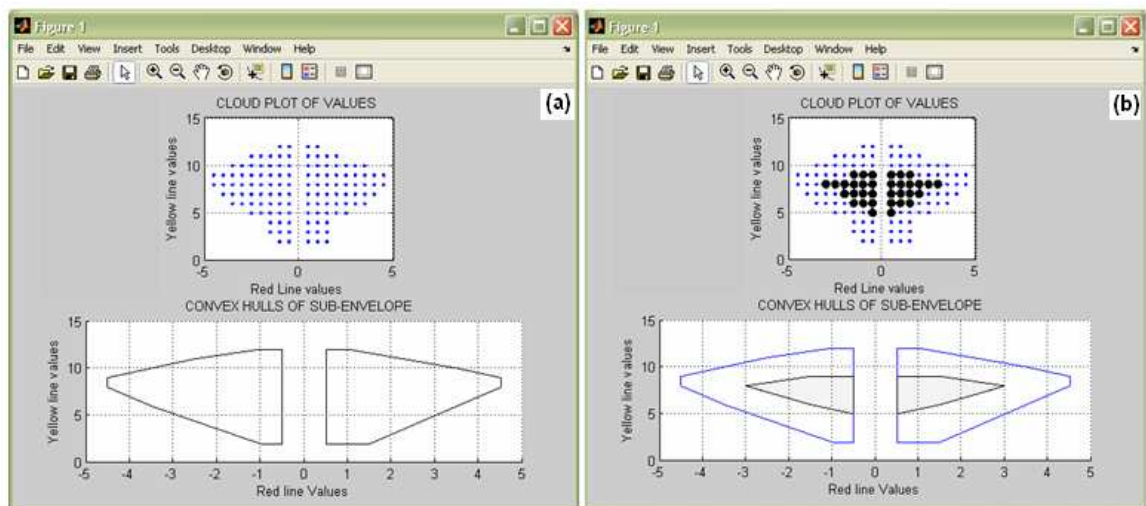 Figure 1
File Edit View Insert Tools Desktop Window Help
(a)
CLOUD PLOT OF VALUES
Yellow line values
15
10
5
0
-5 0 5
Red Line values
CONVEX HULLS OF SUB-ENVELOPE
Yellow line values
15
10
5
0
-5 -4 -3 -2 -1 0 1 2 3 4 5
Red line Values
Figure 1
File Edit View Insert Tools Desktop Window Help
(b)
CLOUD PLOT OF VALUES
Yellow line values
15
10
5
0
-5 0 5
Red Line values
CONVEX HULLS OF SUB-ENVELOPE
Yellow line values
15
10
5
0
-5 -4 -3 -2 -1 0 1 2 3 4 5
Red line Values